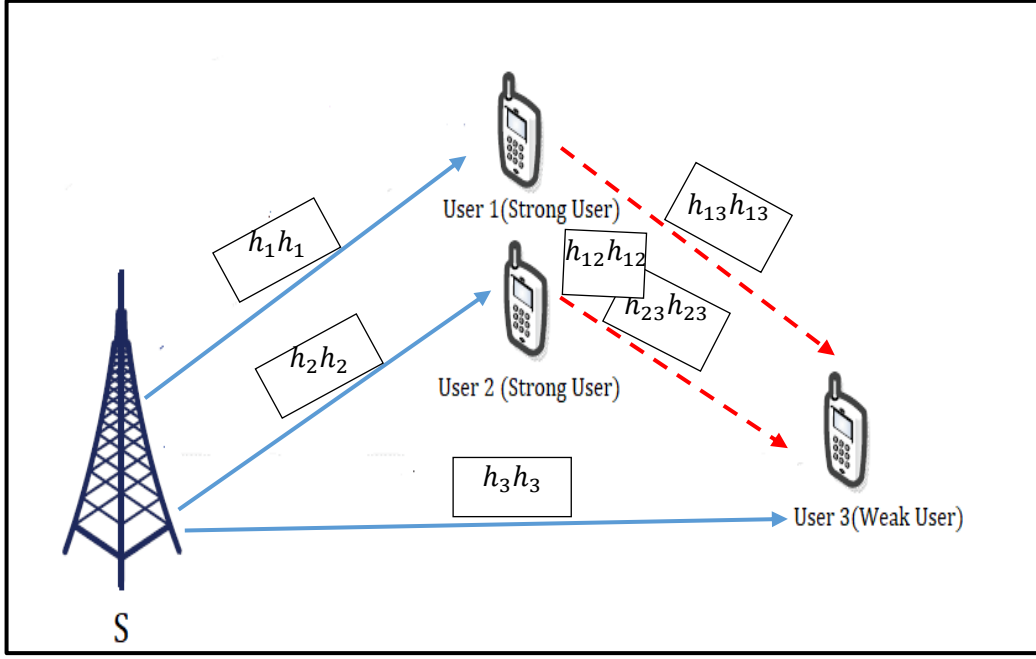 User 1(Strong User)
h₁h₁
h₁₃h₁₃
h₁₂h₁₂
h₂₃h₂₃
h₂h₂
User 2 (Strong User)
h₃h₃
User 3(Weak User)
S